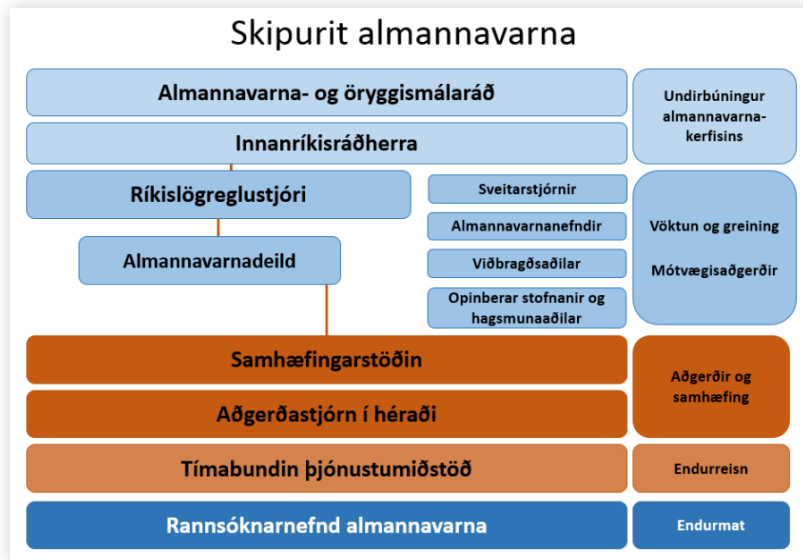 Skipurit almannavarna
Almannavarna- og öryggismálaráð
Innanríkisráðherra
Undirbúningur
almannavarna-
kerfisins
Ríkislögreglustjóri
Almannavarnadeild
Sveitarstjórnir
Almannavarnanefndir
Viðbragðsaðilar
Opinberar stofnanir og
hagsmunaaðilar
Vöktun og greining
Mótvægisaðgerðir
Samhæfingarstöðin
Aðgerðastjórn í héraði
Aðgerðir og
samhæfing
Tímabundin þjónustumiðstöð
Endurreisn
Rannsóknarnefnd almannavarna
Endurmat